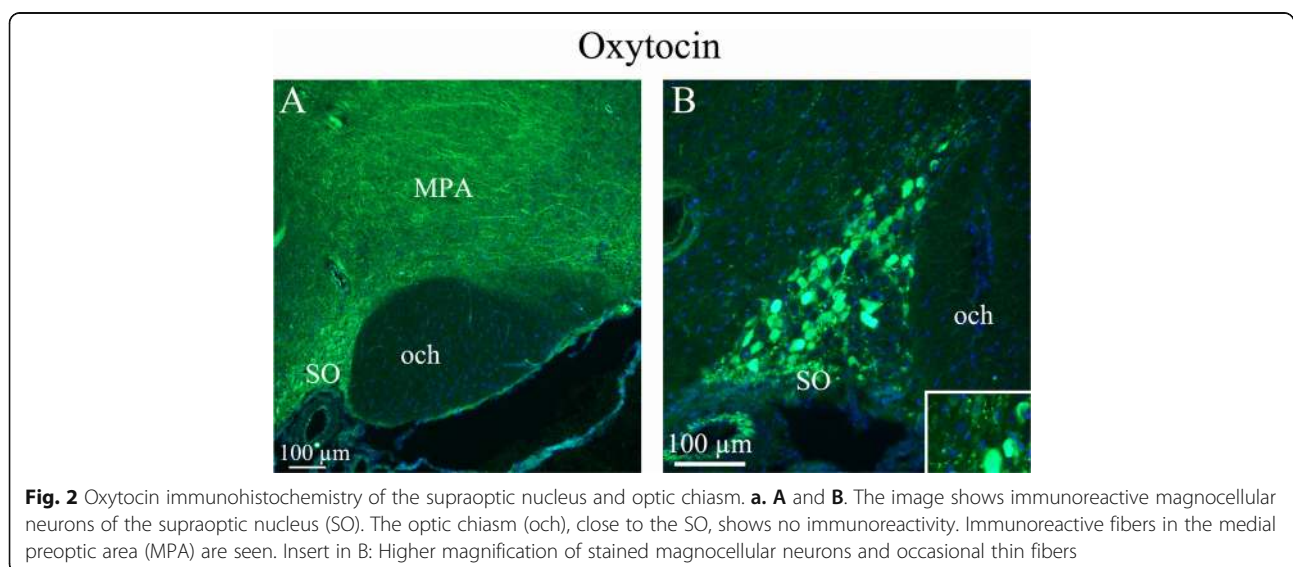 Oxytocin
A
MPA
och
SO
100 µm
B
och
SO
100 µm
Fig. 2 Oxytocin immunohistochemistry of the supraoptic nucleus and optic chiasm. a. A and B. The image shows immunoreactive magnocellular
neurons of the supraoptic nucleus (SO). The optic chiasm (och), close to the SO, shows no immunoreactivity. Immunoreactive fibers in the medial
preoptic area (MPA) are seen. Insert in B: Higher magnification of stained magnocellular neurons and occasional thin fibers